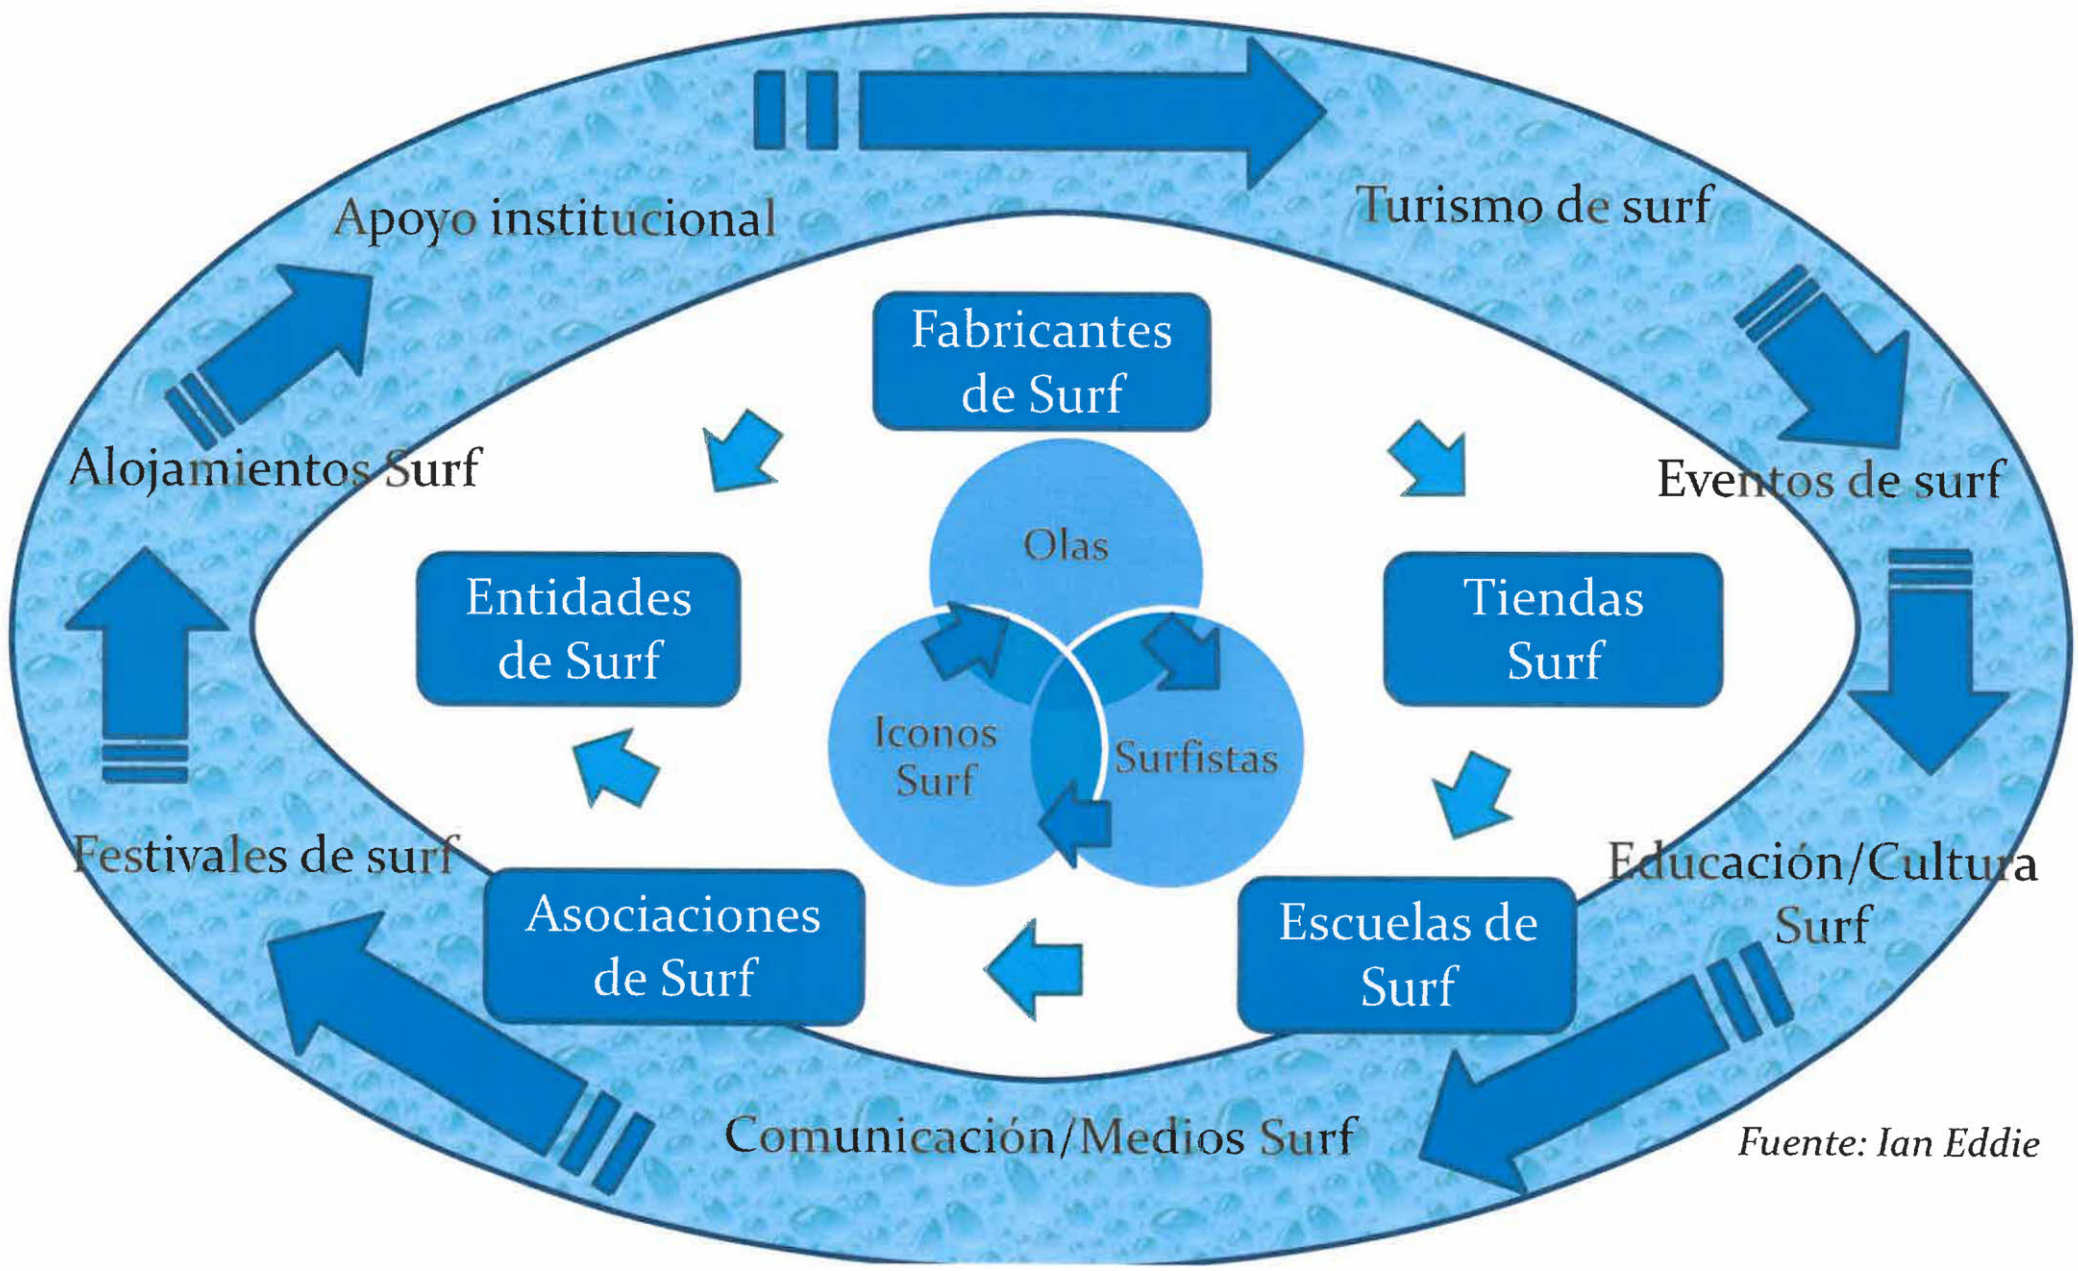 Apoyo institucional
Turismo de surf
Fabricantes
de Surf
Alojamientos Surf
Eventos de surf
Olas
Entidades
de Surf
Tiendas
Surf
Iconos
Surf
Surfistas
Festivales de surf
Educación/Cultura
Surf
Asociaciones
de Surf
Escuelas de
Surf
Comunicación/Medios Surf
Fuente: Ian Eddie